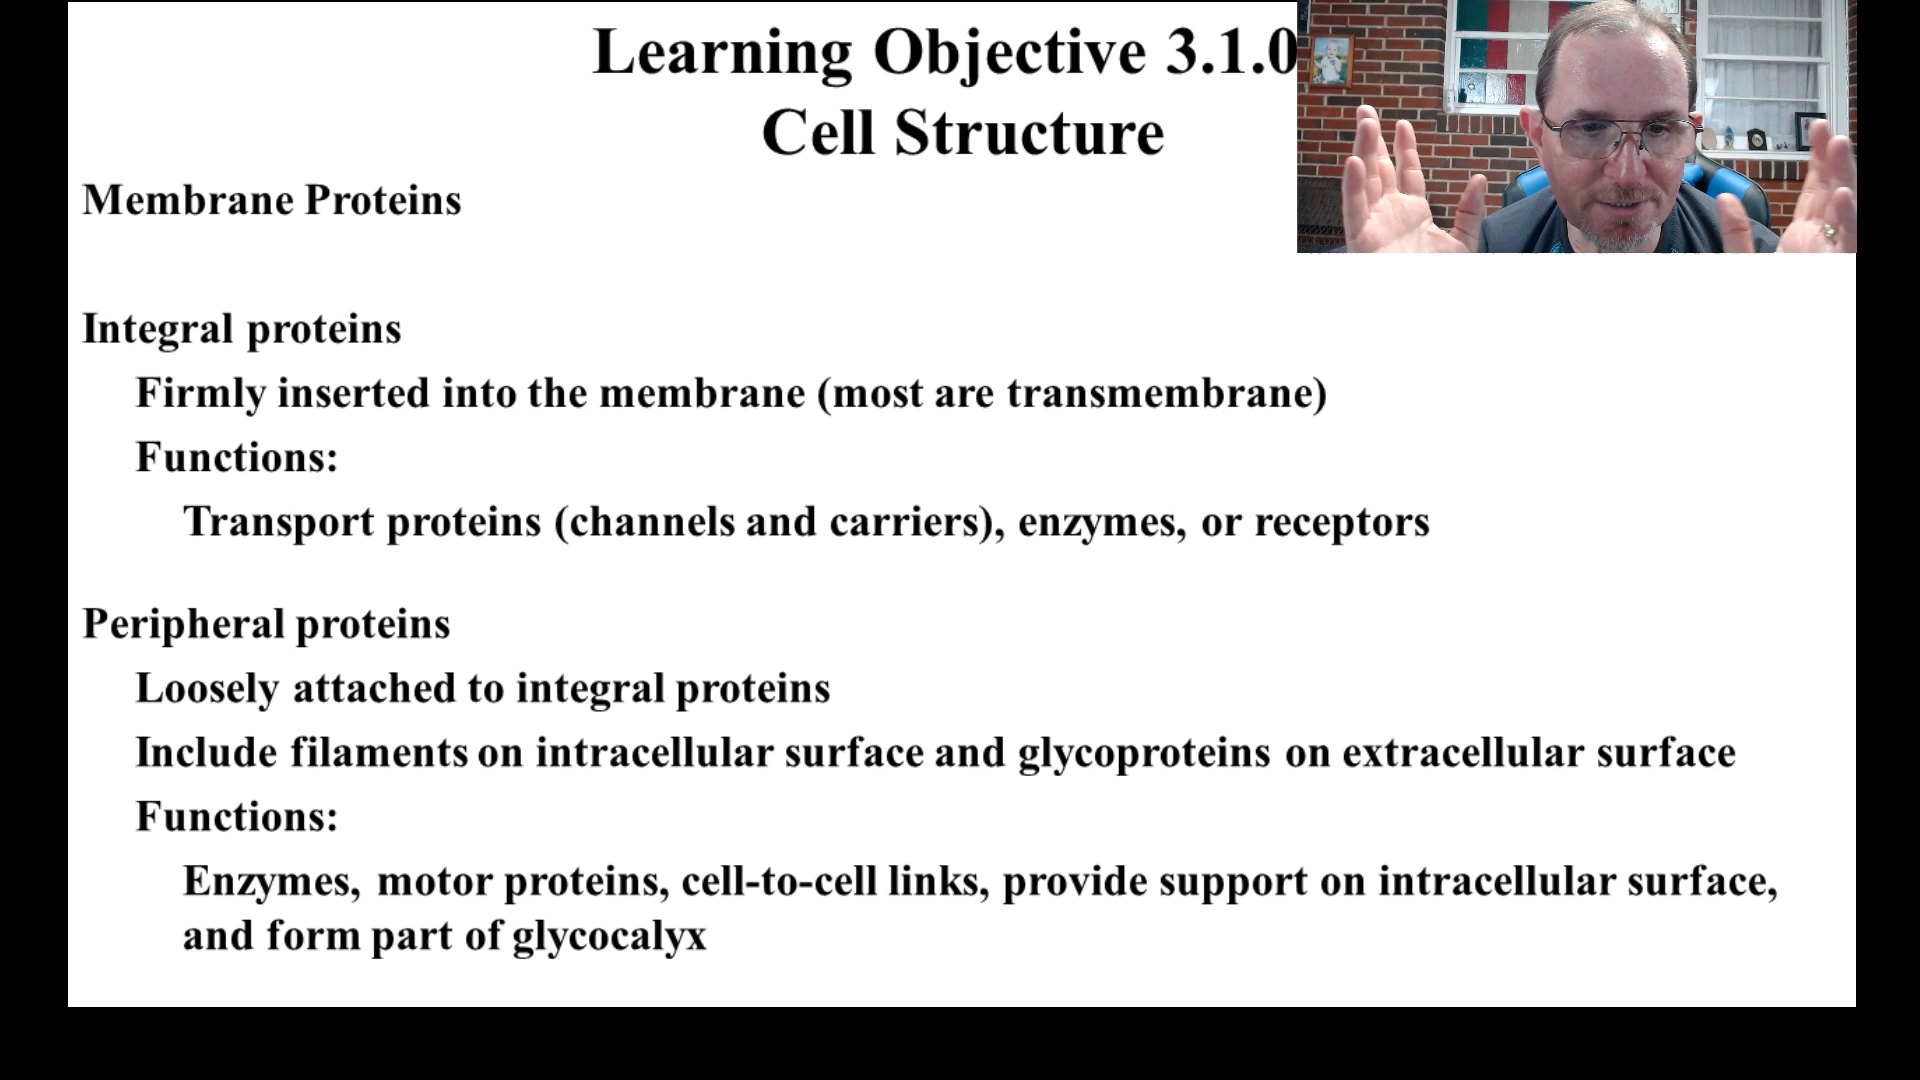 Learning Objective 3.1.0
Cell Structure
Membrane Proteins
Integral proteins
Firmly inserted into the membrane (most are transmembrane)
Functions:
Transport proteins (channels and carriers), enzymes, or receptors
Peripheral proteins
Loosely attached to integral proteins
Include filaments on intracellular surface and glycoproteins on extracellular surface
Functions:
Enzymes, motor proteins, cell-to-cell links, provide support on intracellular surface,
and form part of glycocalyx